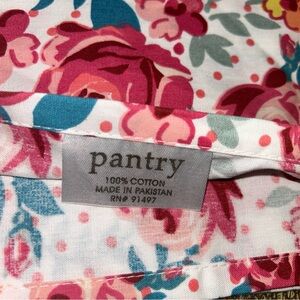 pantry
100% COTTON
MADE IN PAKISTAN
RN# 91497